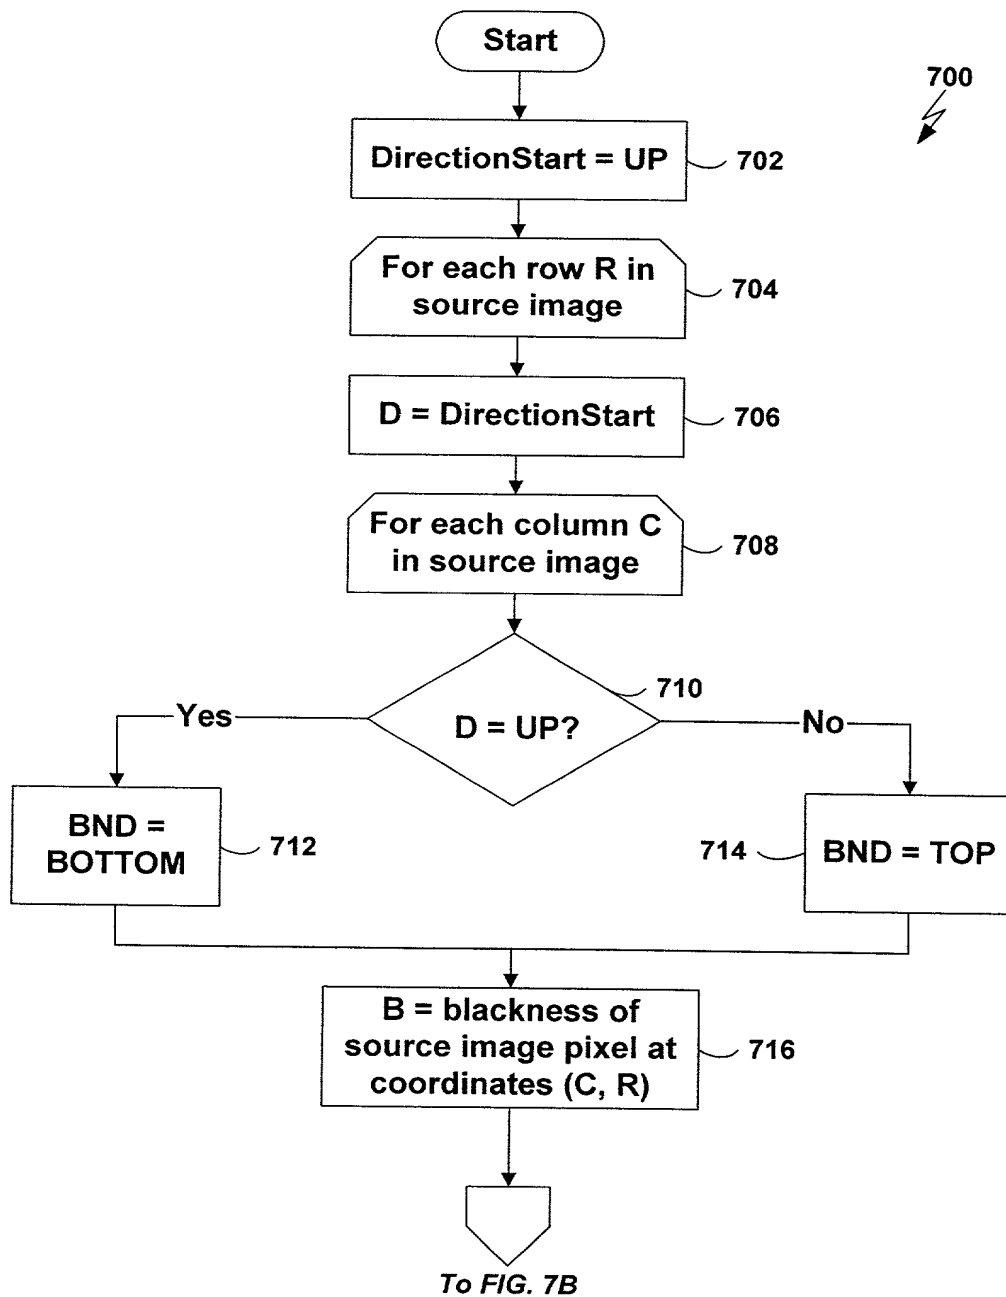 Start
700
DirectionStart = UP
702
For each row R in
source image
704
D = DirectionStart
706
For each column C
in source image
708
710
Yes
D = UP?
No
BND =
BOTTOM
712
714
BND = TOP
B = blackness of
source image pixel at
coordinates (C, R)
716
To FIG. 7B